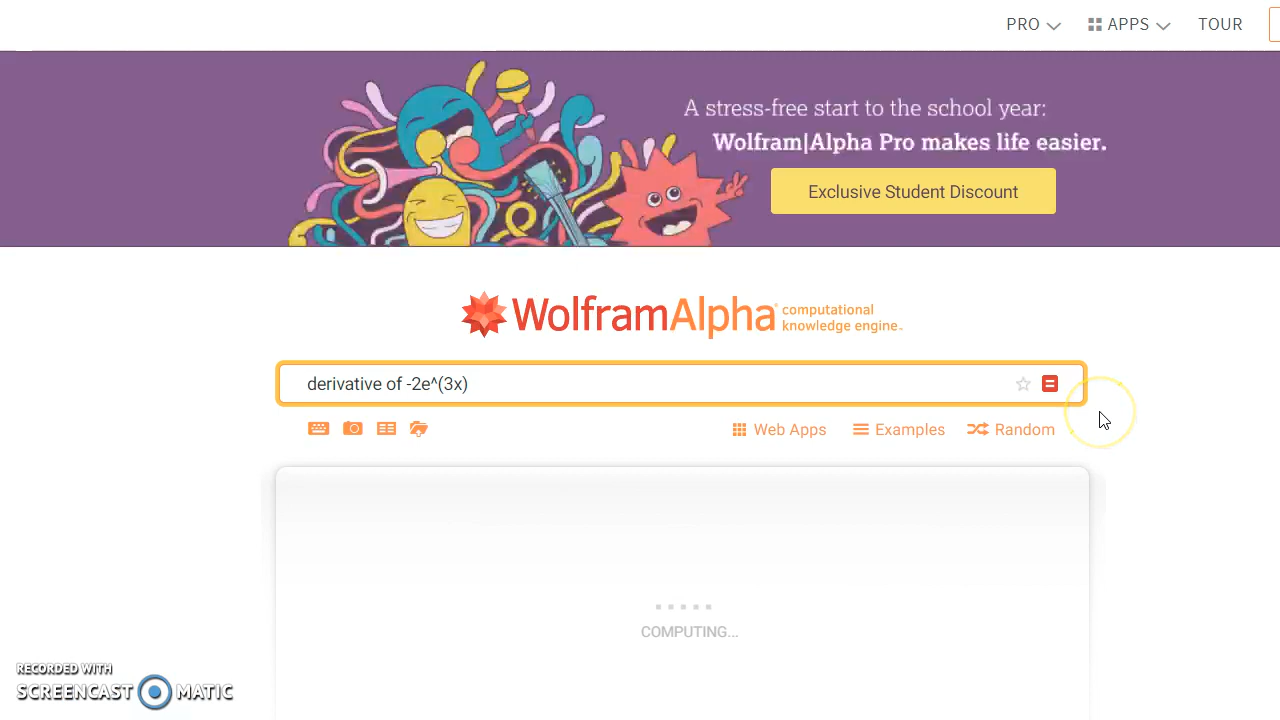 PRO APPS TOUR
A stress-free start to the school year:
Wolfram|Alpha Pro makes life easier.
Exclusive Student Discount
WolframAlpha computational
knowledge engine™
derivative of -2e^(3x)
Web Apps Examples Random
COMPUTING...
RECORDED WITH
SCREENCAST MATIC